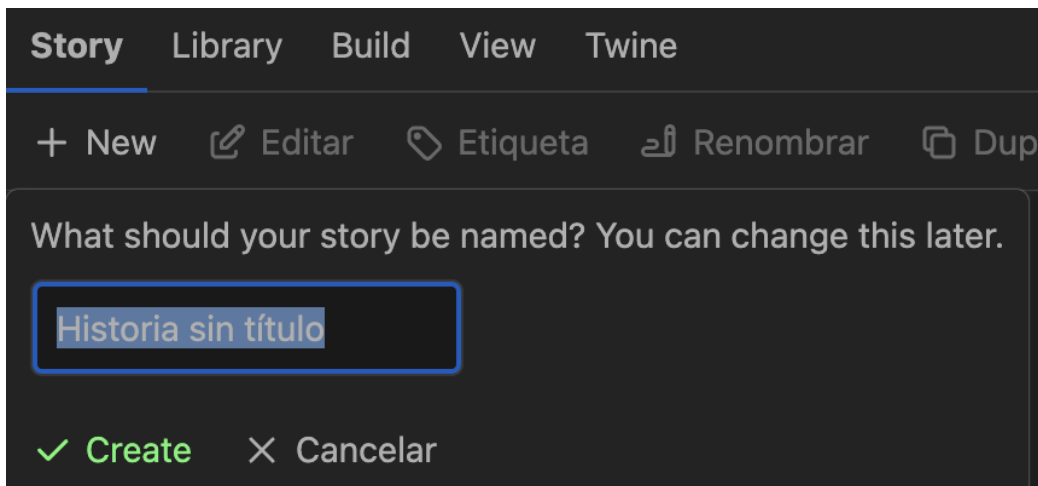 Story Library Build View Twine
New Editar Etiqueta Renombrar Dup
What should your story be named? You can change this later.
Historia sin título
Create Cancelar